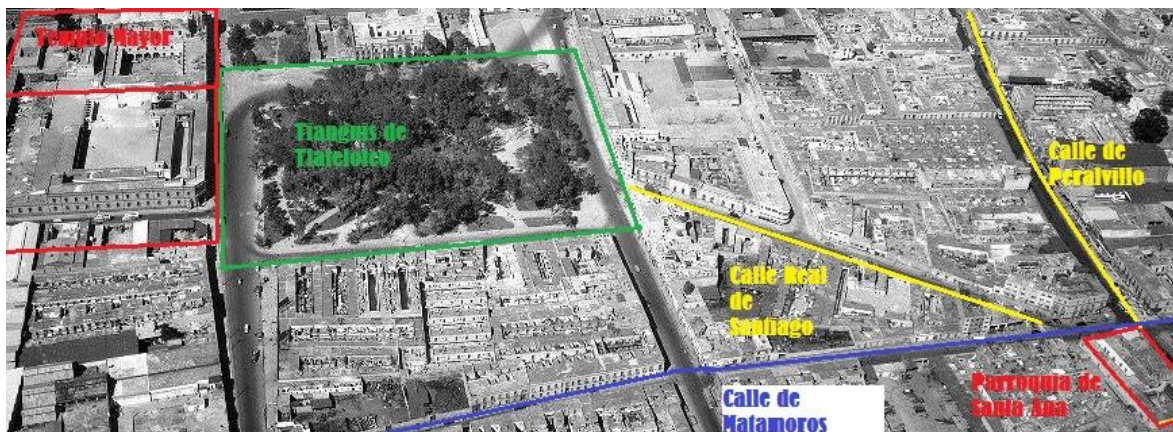 Templo Mayor
Tianguis de
Tlatelolco
Calle de
Peralvillo
Calle Real
de
Santiago
Parroquia de
Santa Ana
Calle de
Matamoros